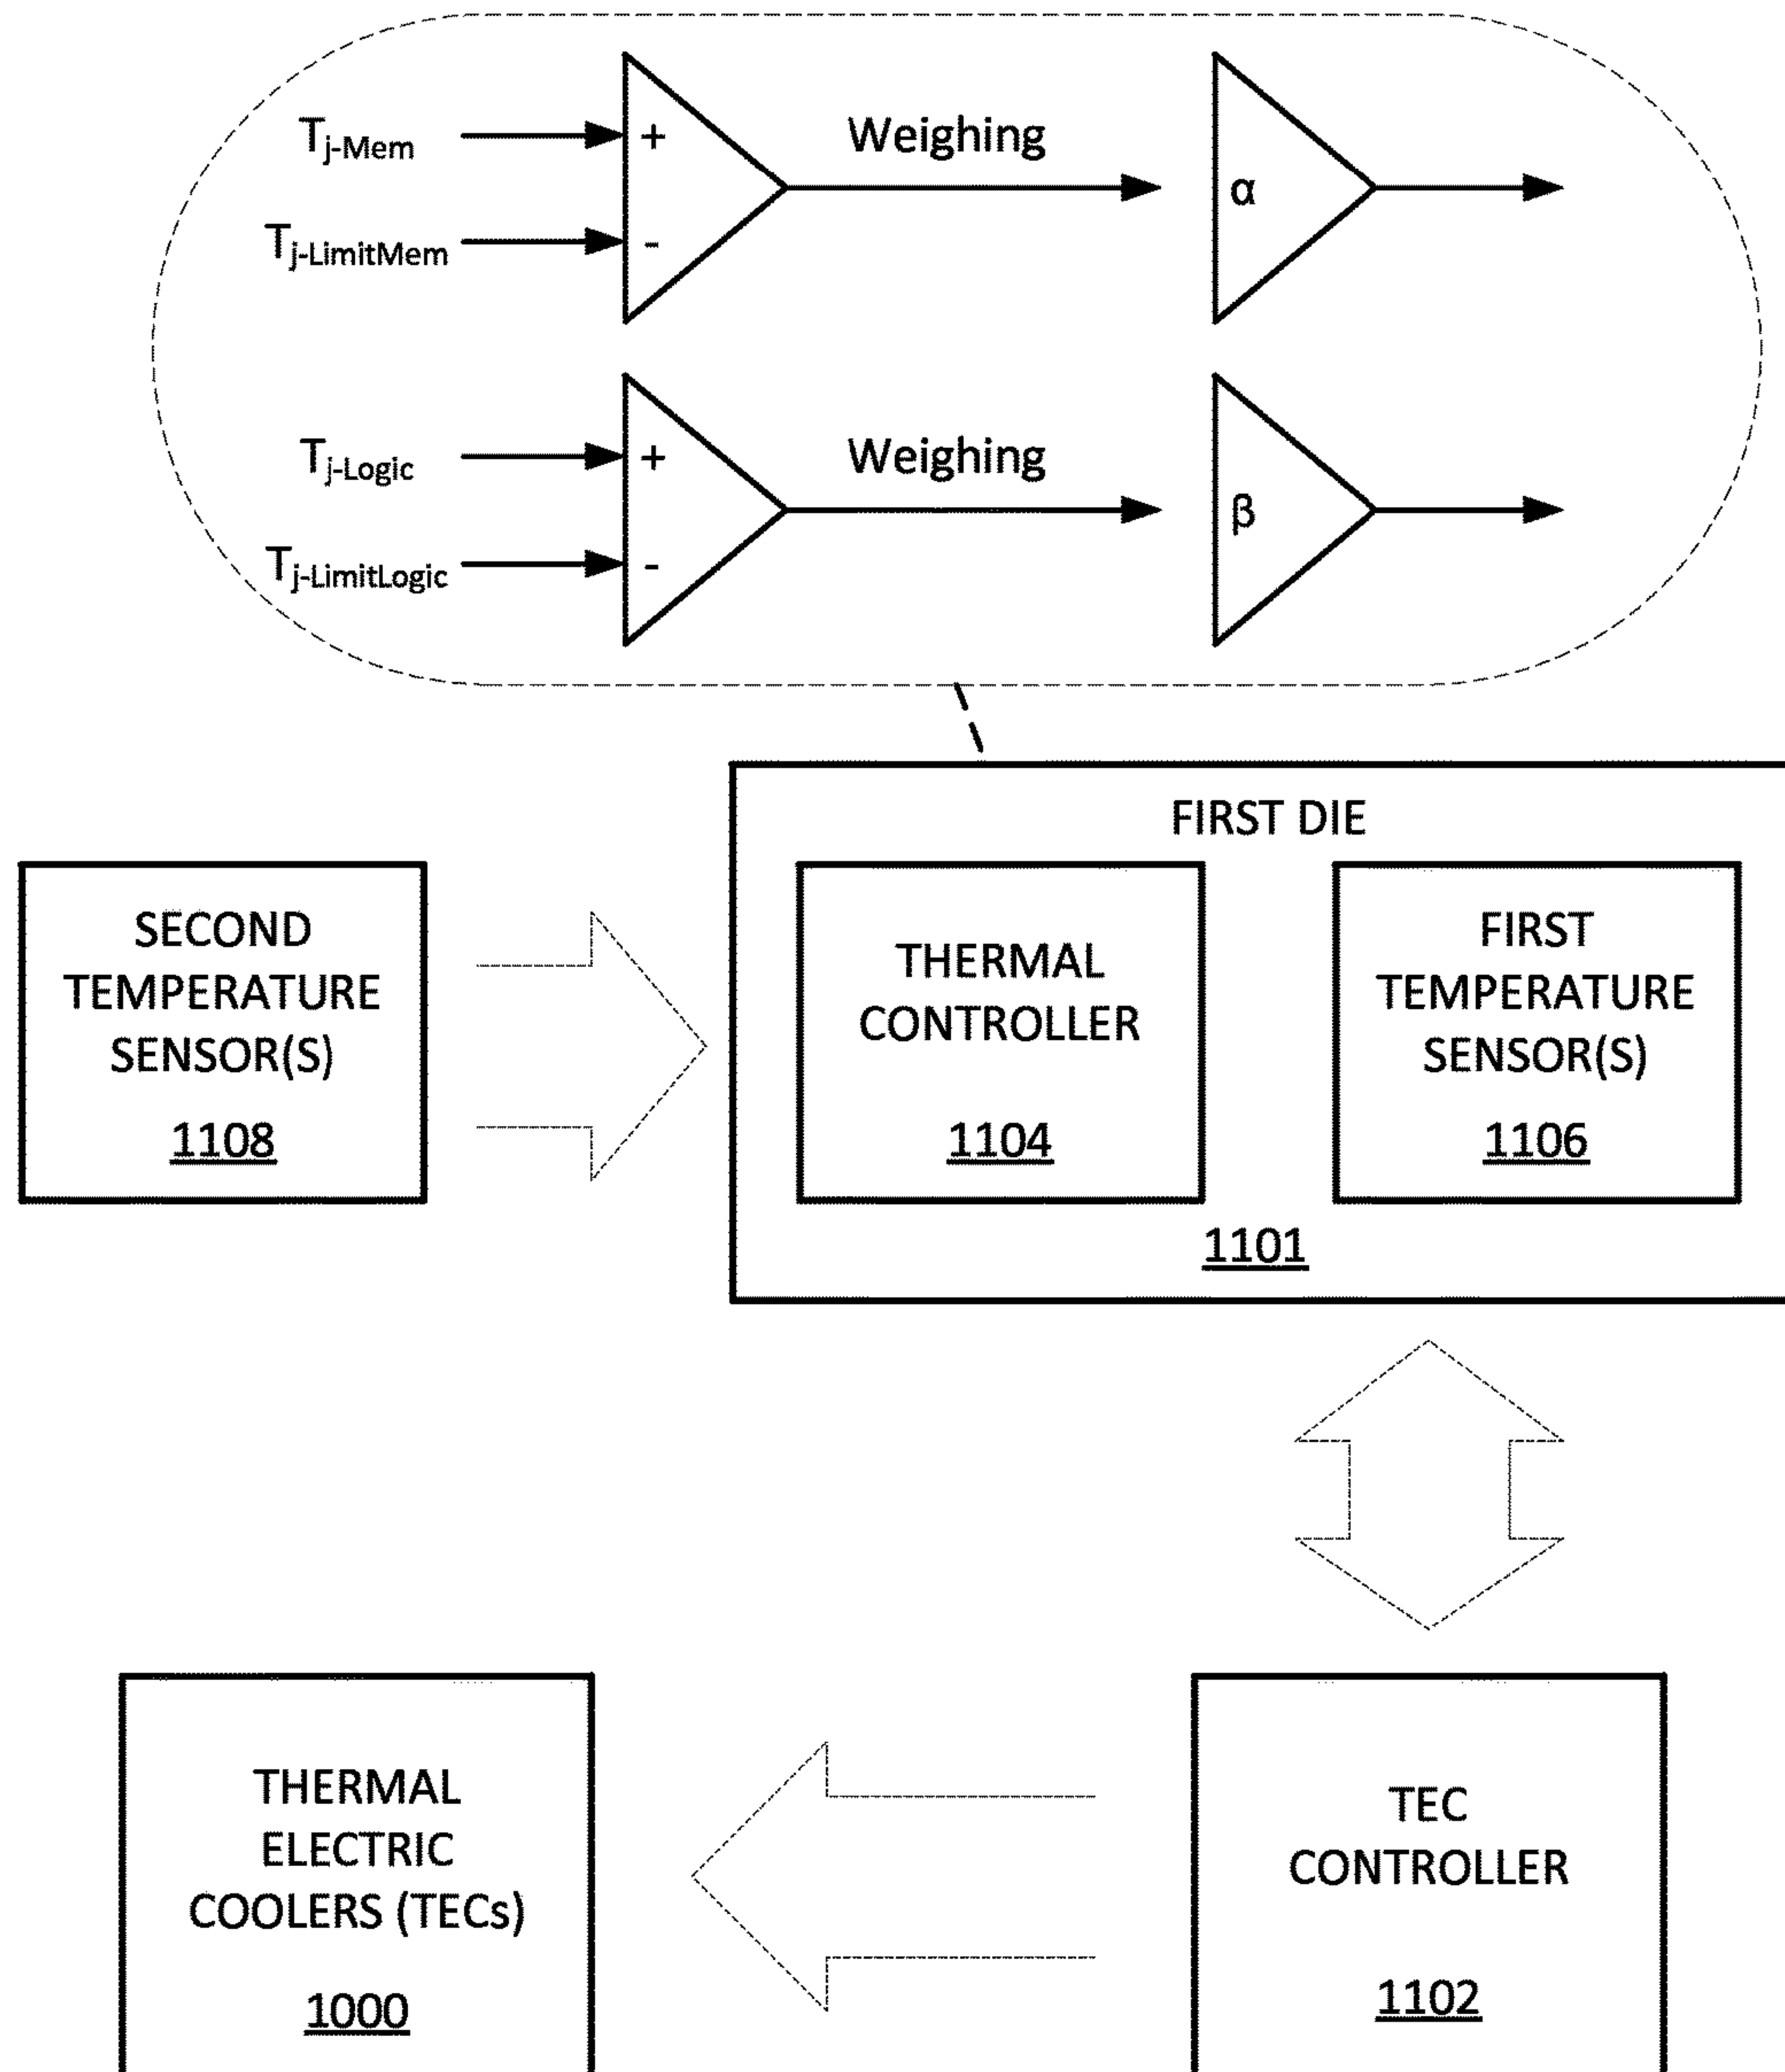 Tj-Mem
+
Weighing
α
Tj-LimitMem
-
Tj-Logic
+
Weighing
β
Tj-LimitLogic
-
FIRST DIE
SECOND
TEMPERATURE
SENSOR(S)
1108
THERMAL
CONTROLLER
1104
FIRST
TEMPERATURE
SENSOR(S)
1106
1101
THERMAL
ELECTRIC
COOLERS (TECs)
1000
TEC
CONTROLLER
1102